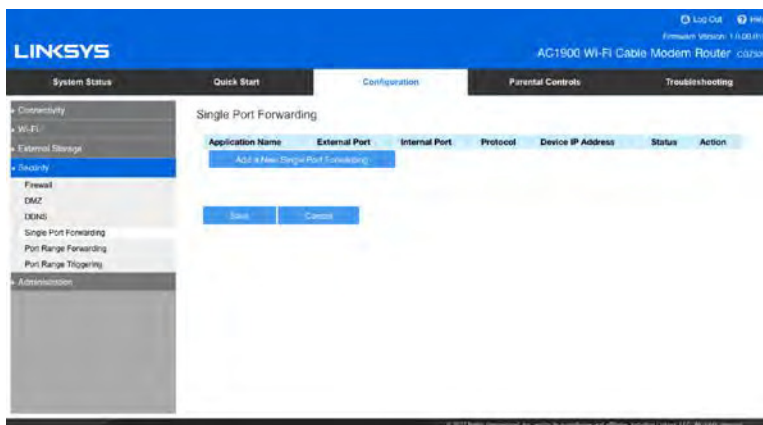 Log Out
LINKSYS
AC1900 Wi-Fi Cable Modem Router
System Status Quick Start Configuration Parental Controls Troubleshooting
Connectivity
Wi-Fi
External Storage
Security
Firewall
DMZ
DDNS
Single Port Forwarding
Port Range Forwarding
Port Range Triggering
Administration
Single Port Forwarding
Application Name External Port Internal Port Protocol Device IP Address Status Action
Add a New Single Port Forwarding
Save Cancel